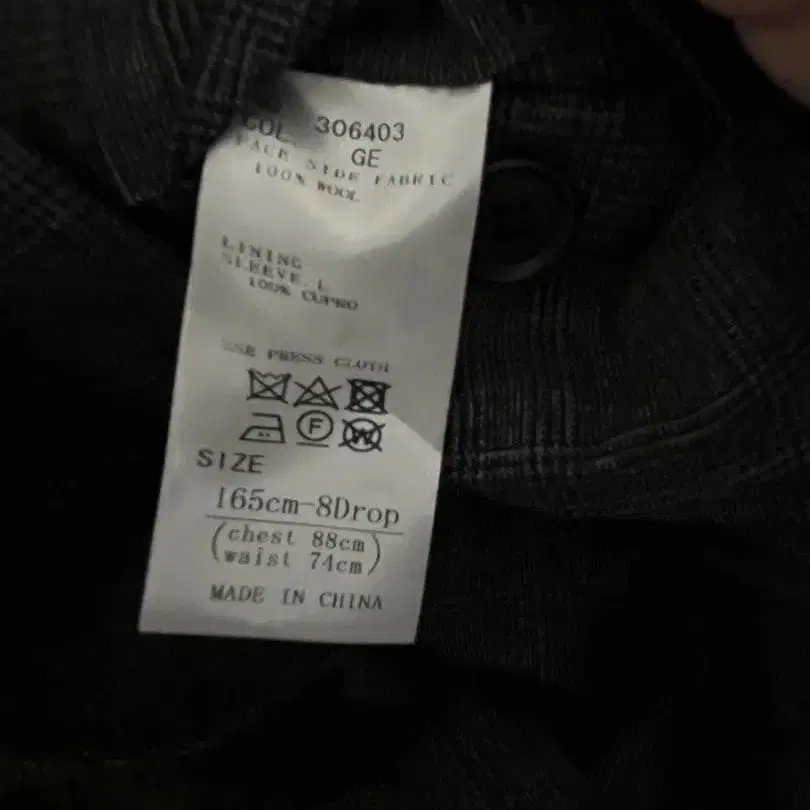 COL. 306403
GE
FACE SIDE FABRIC
100% WOOL
LINING
SLEEVE.L
100% CUPRO
USE PRESS CLOTH
F
W
SIZE
165cm-8Drop
(chest 88cm
waist 74cm)
MADE IN CHINA